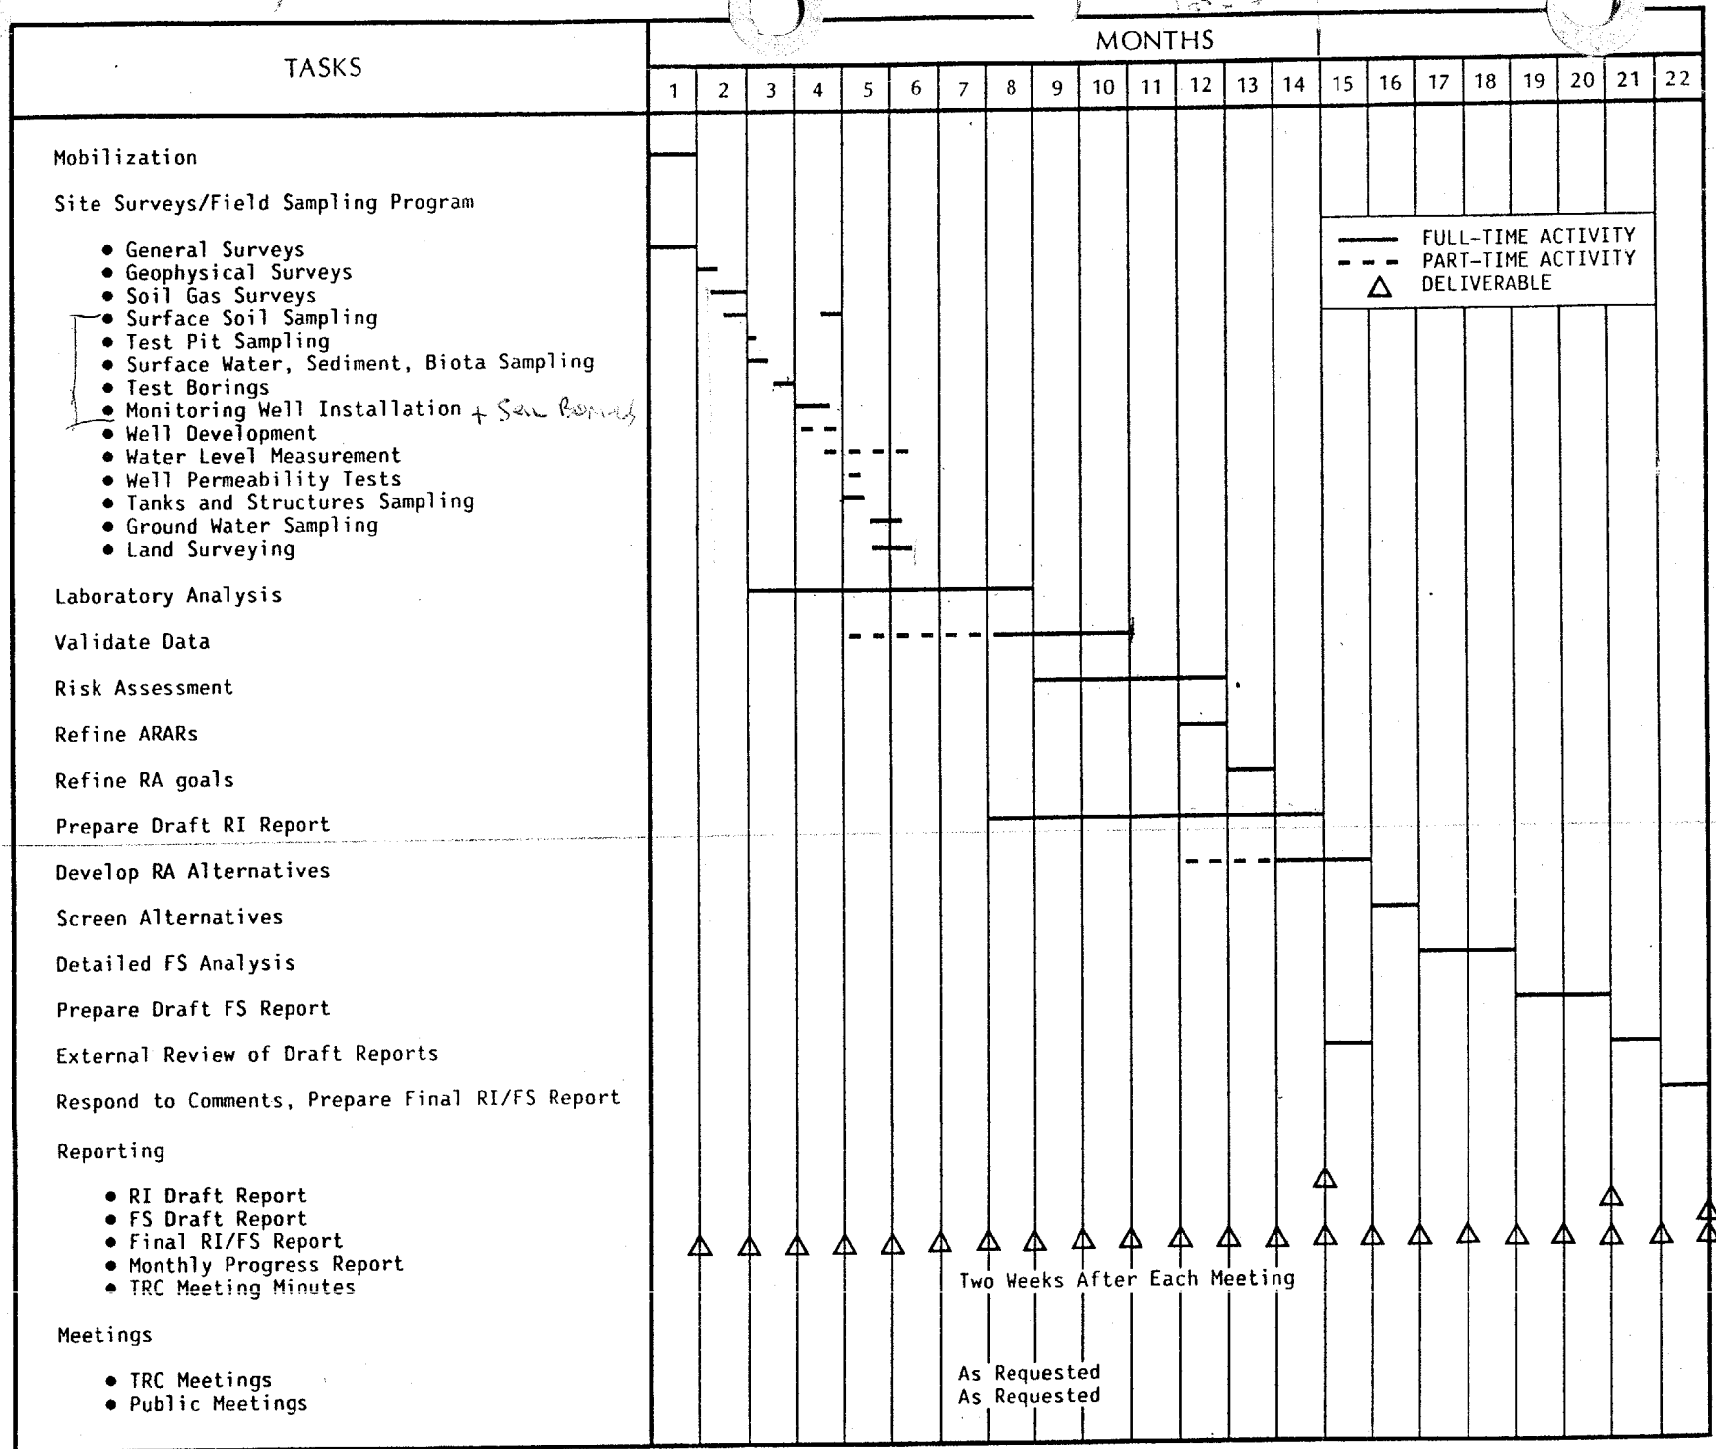 MONTHS
TASKS
1 2 3 4 5 6 7 8 9 10 11 12 13 14 15 16 17 18 19 20 21 22
Mobilization
Site Surveys/Field Sampling Program
FULL-TIME ACTIVITY
PART-TIME ACTIVITY
DELIVERABLE
• General Surveys
• Geophysical Surveys
• Soil Gas Surveys
• Surface Soil Sampling
• Test Pit Sampling
• Surface Water, Sediment, Biota Sampling
• Test Borings
• Monitoring Well Installation +
• Well Development
• Water Level Measurement
• Well Permeability Tests
• Tanks and Structures Sampling
• Ground Water Sampling
• Land Surveying
Laboratory Analysis
Validate Data
Risk Assessment
Refine ARARs
Refine RA goals
Prepare Draft RI Report
Develop RA Alternatives
Screen Alternatives
Detailed FS Analysis
Prepare Draft FS Report
External Review of Draft Reports
Respond to Comments, Prepare Final RI/FS Report
Reporting
• RI Draft Report
• FS Draft Report
• Final RI/FS Report
• Monthly Progress Report
• TRC Meeting Minutes Two Weeks After Each Meeting
Meetings
• TRC Meetings As Requested
• Public Meetings As Requested